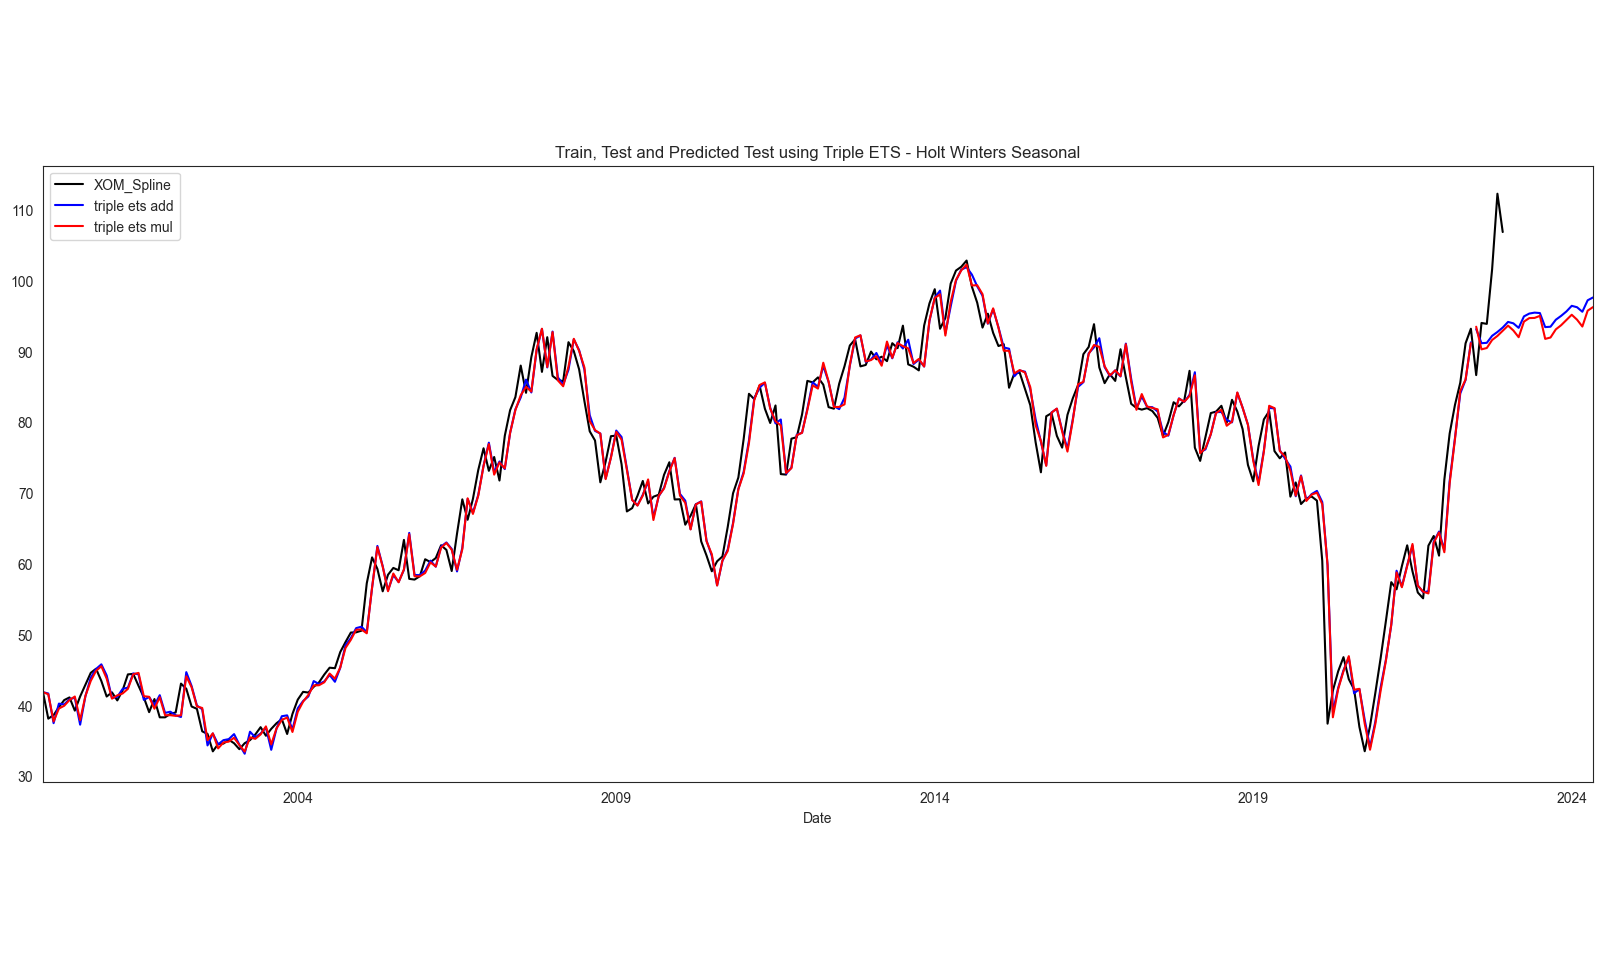 Train, Test and Predicted Test using Triple ETS - Holt Winters Seasonal
XOM_Spline
triple ets add
triple ets mul
110
100
90
80
70
60
50
40
30
2004
2009
2014
2019
2024
Date